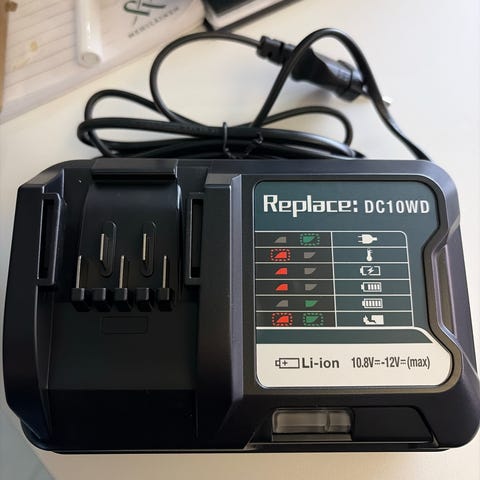 Replace: DC10WD
Li-ion 10.8V⎓-12V⎓(max)